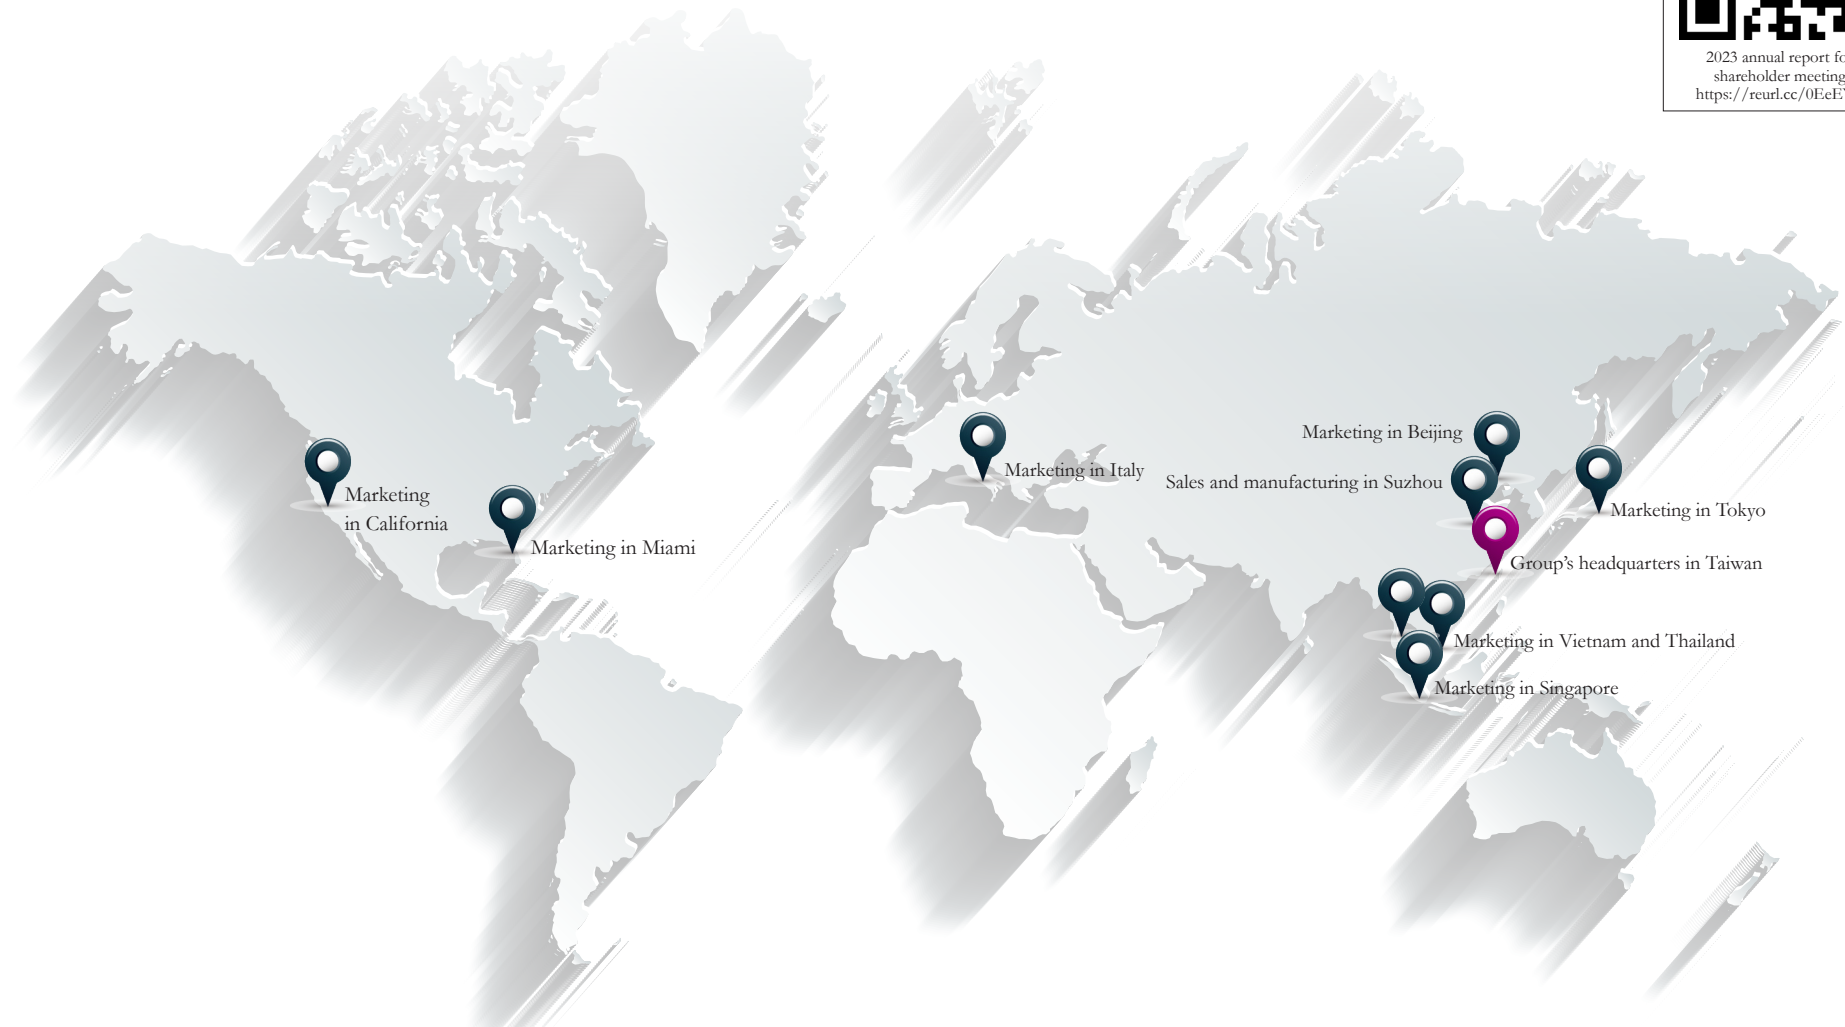 2023 annual report fo
shareholder meeting
https://reurl.cc/0EeE
Marketing in Beijing
Marketing in Italy
Sales and manufacturing in Suzhou
Marketing
in California
Marketing in Tokyo
Marketing in Miami
Group's headquarters in Taiwan
Marketing in Vietnam and Thailand
Marketing in Singapore